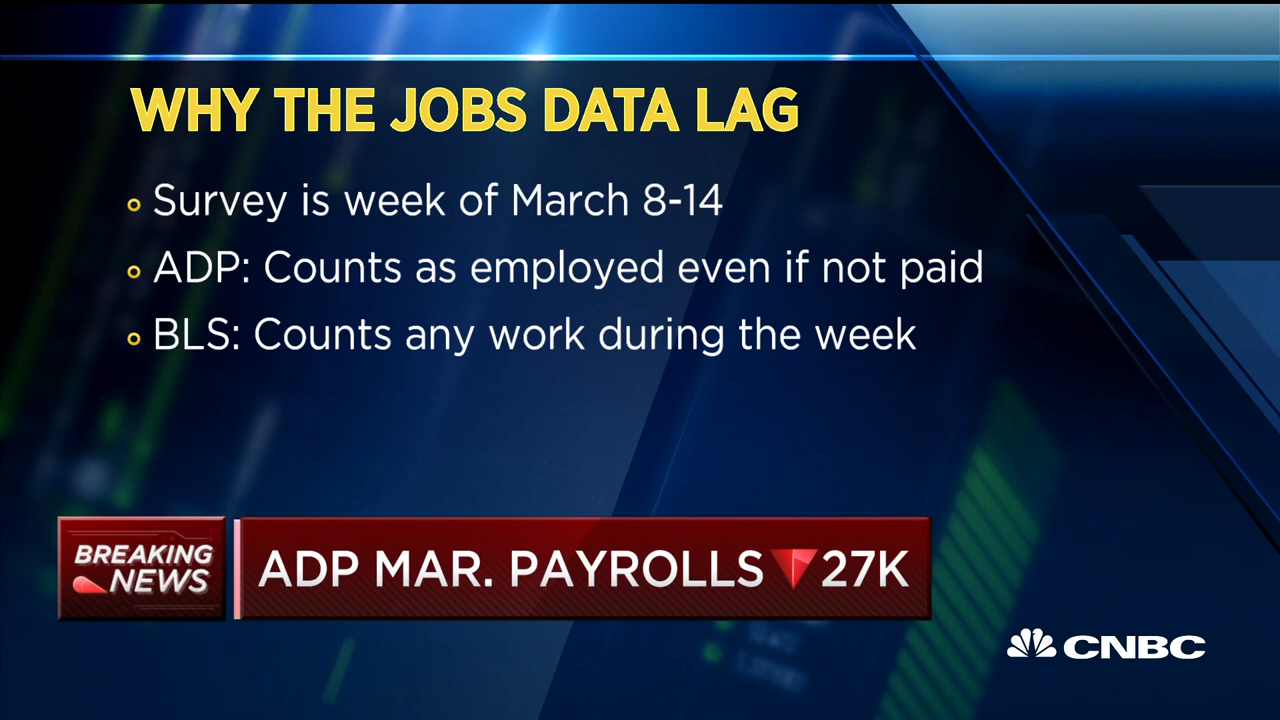 WHY THE JOBS DATA LAG
Survey is week of March 8-14
ADP: Counts as employed even if not paid
BLS: Counts any work during the week
BREAKING
NEWS
ADP MAR. PAYROLLS▼27K
CNBC